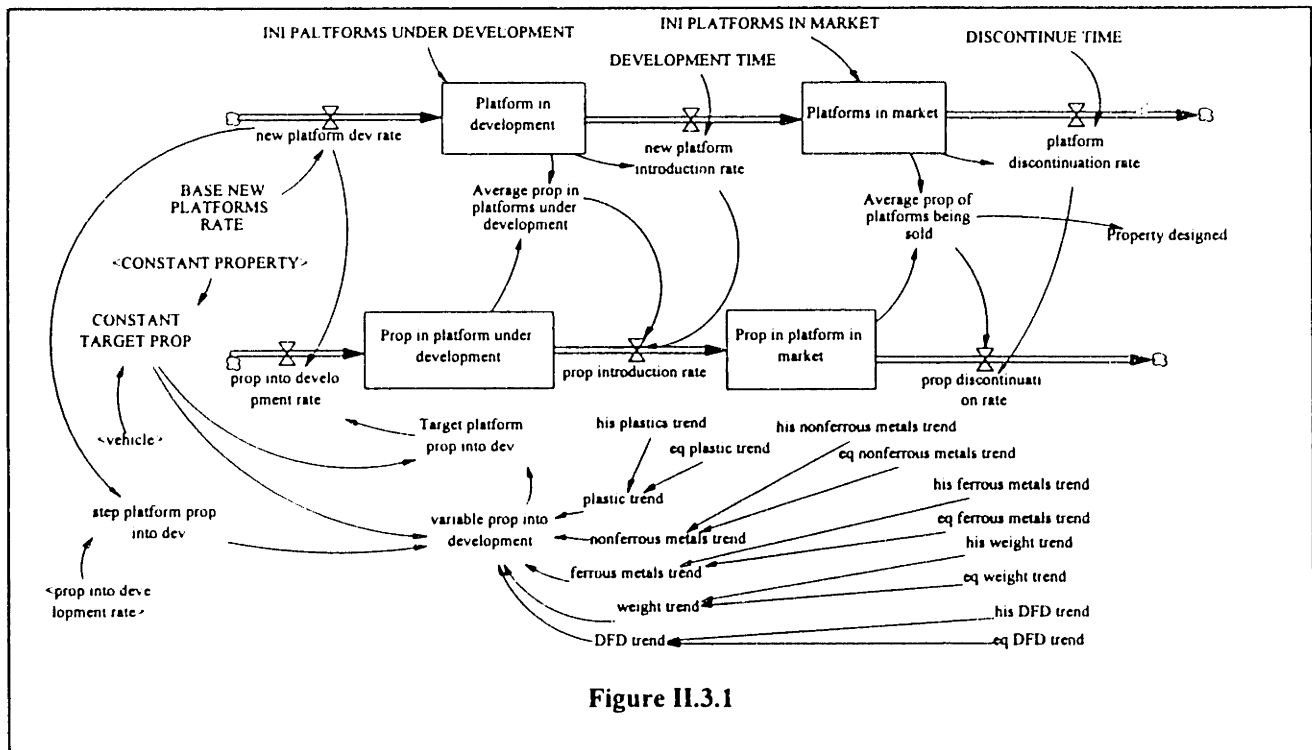 INI PALTFORMS UNDER DEVELOPMENT
INI PLATFORMS IN MARKET
DISCONTINUE TIME
DEVELOPMENT TIME
Platform in
development
Platforms in market
new platform dev rate
new platform
introduction rate
platform
discontinuation rate
BASE NEW
PLATFORMS
RATE
Average prop in
platforms under
development
Average prop of
platforms being
sold
Property designed
<CONSTANT PROPERTY>
CONSTANT
TARGET PROP
Prop in platform under
development
Prop in platform in
market
prop into develo
pment rate
prop introduction rate
prop discontinuati
on rate
<vehicle>
Target platform
prop into dev
his plastics trend
his nonferrous metals trend
eq plastic trend
eq nonferrous metals trend
plastic trend
his ferrous metals trend
step platform prop
into dev
variable prop into
development
nonferrous metals trend
eq ferrous metals trend
his weight trend
ferrous metals trend
eq weight trend
<prop into deve
lopment rate>
weight trend
his DFD trend
DFD trend
eq DFD trend
Figure II.3.1